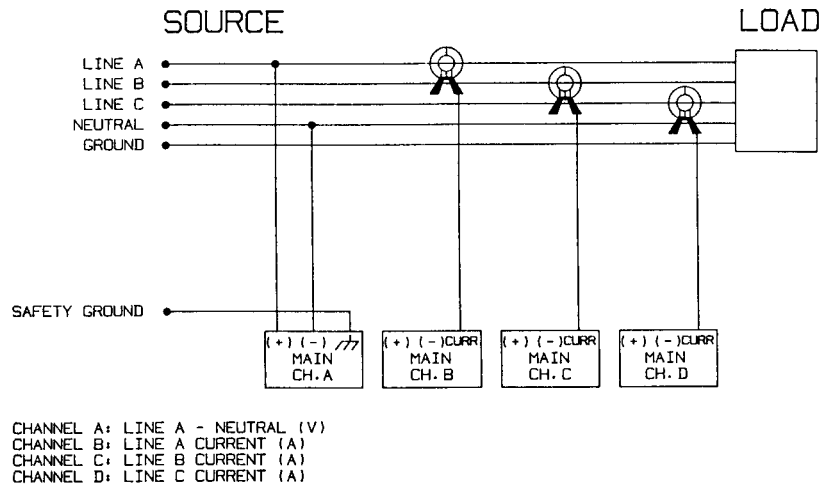 SOURCE LOAD
LINE A
LINE B
LINE C
NEUTRAL
GROUND
SAFETY GROUND
(+) (-) (+) (-)CURR (+) (-)CURR (+) (-)CURR
MAIN MAIN MAIN MAIN
CH. A CH. B CH. C CH. D
CHANNEL A: LINE A - NEUTRAL (V)
CHANNEL B: LINE A CURRENT (A)
CHANNEL C: LINE B CURRENT (A)
CHANNEL D: LINE C CURRENT (A)